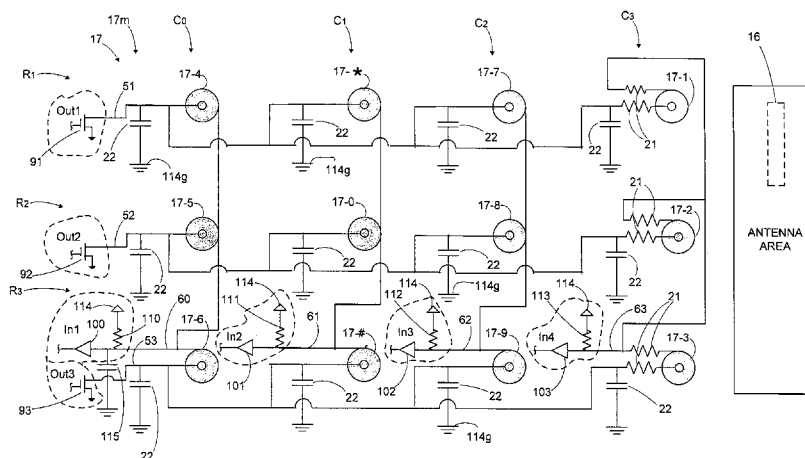 17m C0 C1 C2 C3
17
R1 17-4 17-* 17-7 17-1 16
Out1 51
91 22 22 22 22 21
114g 114g
R2 17-5 17-0 17-8 21 17-2
Out2 52
92 22 22 22 22
114g
ANTENNA
AREA
R3 114 114 114 114
60 17-6 111 17-# 112 17-9 113 63 21 17-3
In1 100 110 In2 61 In3 62 In4
53 101 102 103
Out3
93 115 22 22 22 22
114g